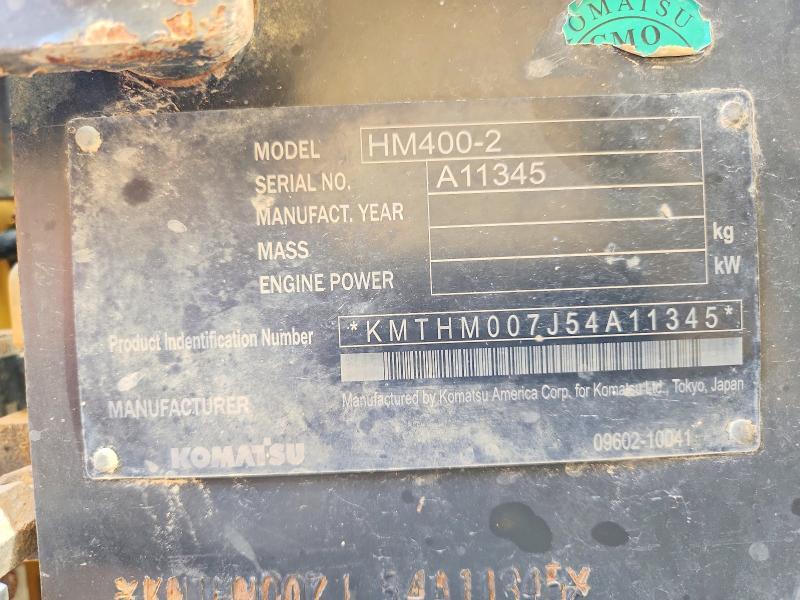 KOMATSU
CMO
MODEL HM400-2
SERIAL NO. A11345
MANUFACT. YEAR
MASS kg
ENGINE POWER kW
Product Indentification Number *KMTHM007J54A11345*
Manufactured by Komatsu America Corp. for Komatsu Ltd., Tokyo, Japan
MANUFACTURER
KOMATSU 09602-10041